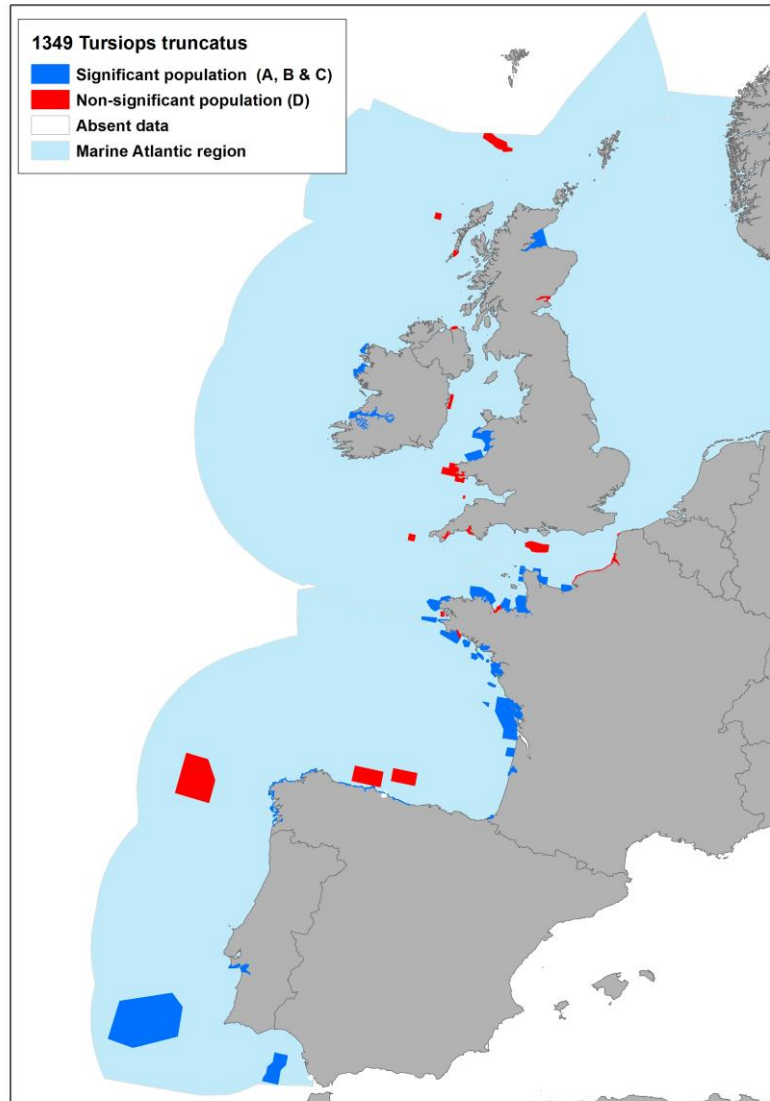 1349 Tursiops truncatus
Significant population (A, B & C)
Non-significant population (D)
Absent data
Marine Atlantic region